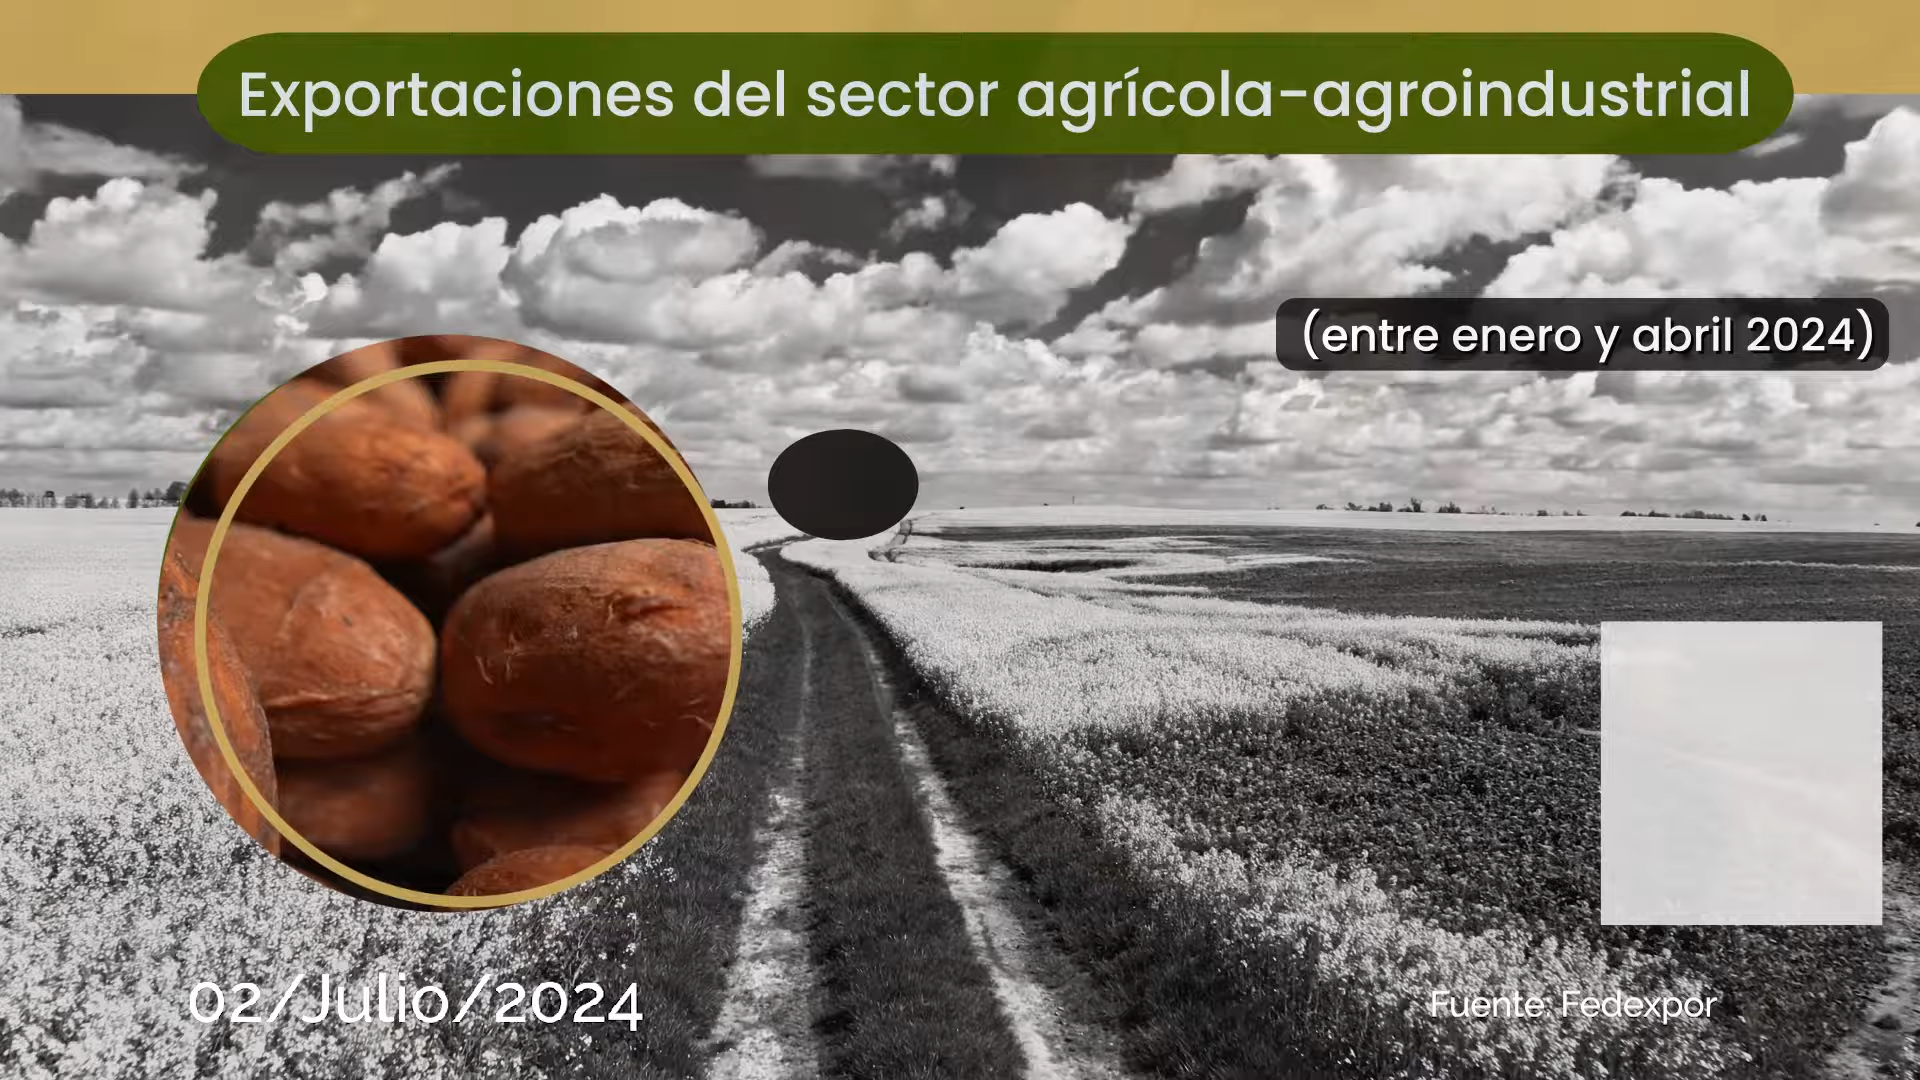 Exportaciones del sector agrícola-agroindustrial
(entre enero y abril 2024)
02/Julio/2024
Fuente: Fedexpor